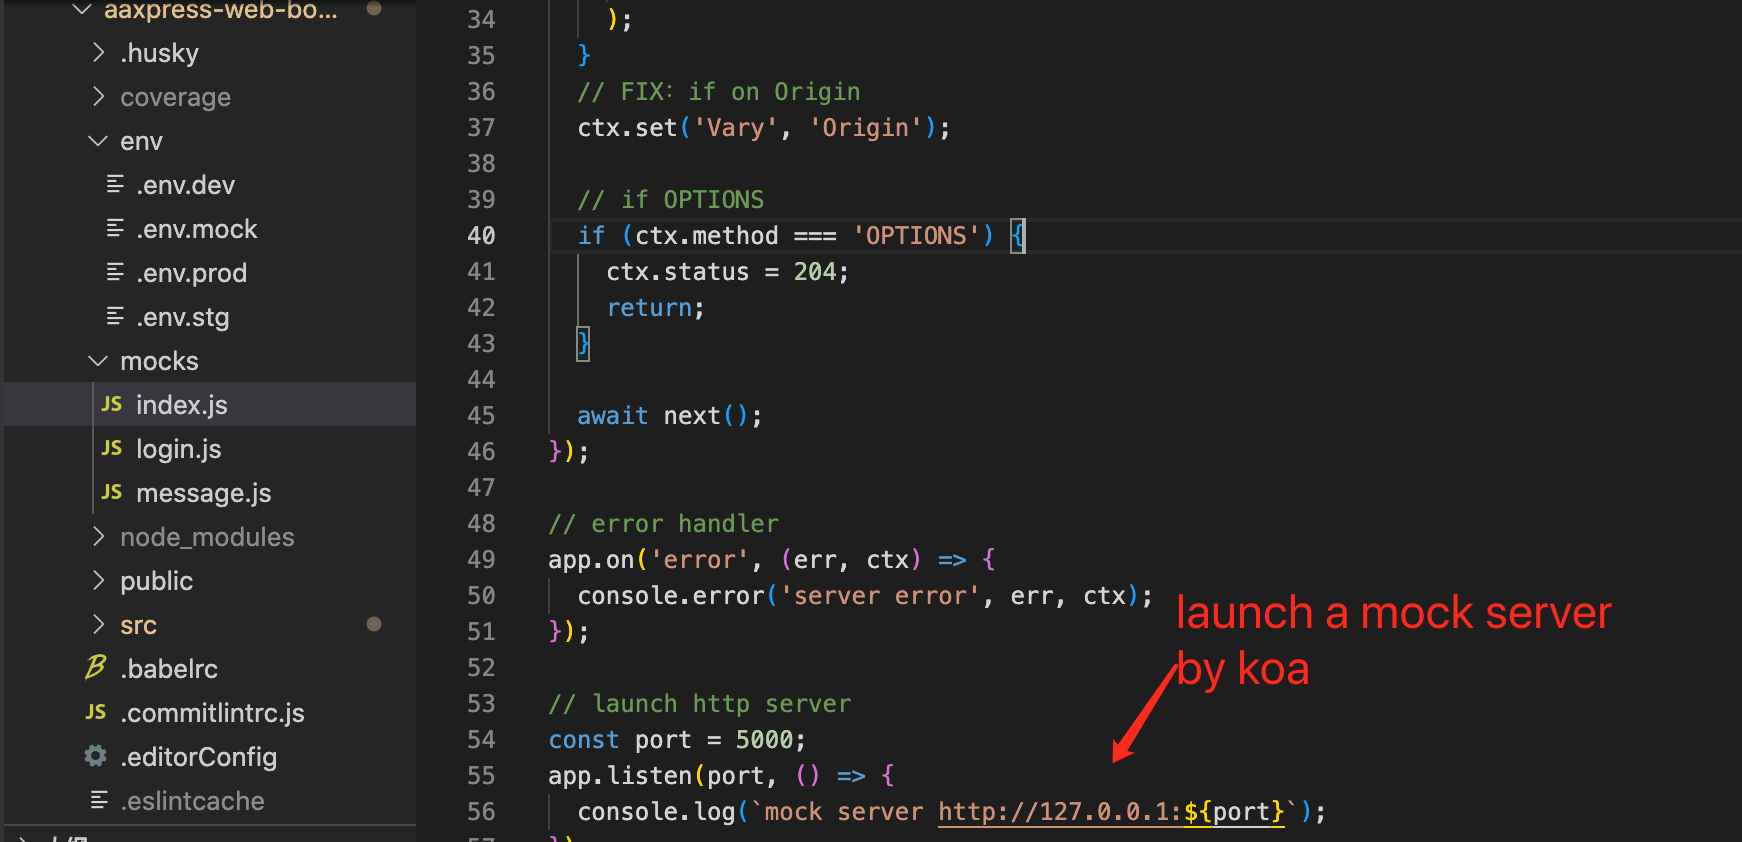 aaxpress-web-bo...
.husky
coverage
env
.env.dev
.env.mock
.env.prod
.env.stg
mocks
JS index.js
JS login.js
JS message.js
node_modules
public
src
.babelrc
JS .commitlintrc.js
.editorConfig
.eslintcache
34 );
35 }
36 // FIX: if on Origin
37 ctx.set('Vary', 'Origin');
38
39 // if OPTIONS
40 if (ctx.method === 'OPTIONS') {
41 ctx.status = 204;
42 return;
43 }
44
45 await next();
46 });
47
48 // error handler
49 app.on('error', (err, ctx) => {
50 console.error('server error', err, ctx);
51 });
52
53 // launch http server
54 const port = 5000;
55 app.listen(port, () => {
56 console.log(`mock server http://127.0.0.1:${port}`);
launch a mock server
by koa